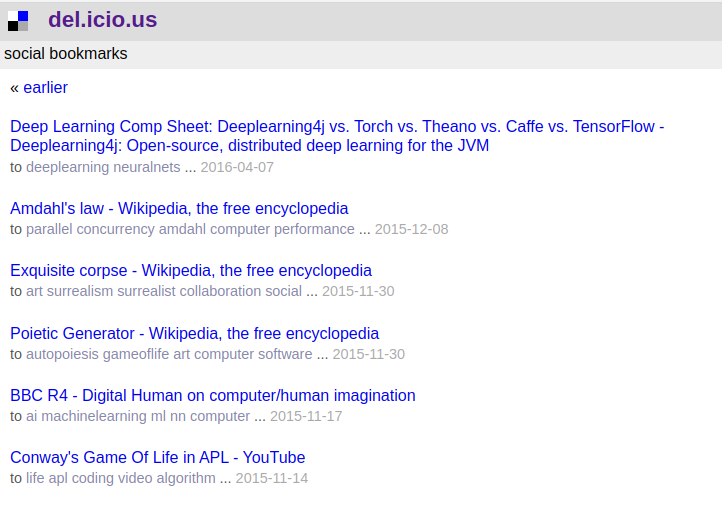 del.icio.us
social bookmarks
« earlier
Deep Learning Comp Sheet: Deeplearning4j vs. Torch vs. Theano vs. Caffe vs. TensorFlow -
Deeplearning4j: Open-source, distributed deep learning for the JVM
to deeplearning neuralnets ... 2016-04-07
Amdahl's law - Wikipedia, the free encyclopedia
to parallel concurrency amdahl computer performance ... 2015-12-08
Exquisite corpse - Wikipedia, the free encyclopedia
to art surrealism surrealist collaboration social ... 2015-11-30
Poietic Generator - Wikipedia, the free encyclopedia
to autopoiesis gameoflife art computer software ... 2015-11-30
BBC R4 - Digital Human on computer/human imagination
to ai machinelearning ml nn computer ... 2015-11-17
Conway's Game Of Life in APL - YouTube
to life apl coding video algorithm ... 2015-11-14